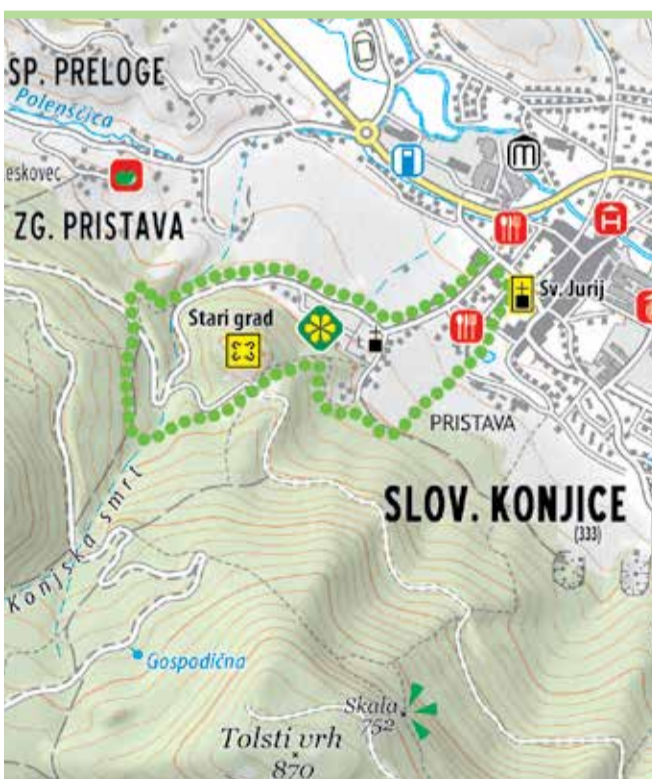 SP. PRELOGE
Polenščica
eskovec
ZG. PRISTAVA
Sv. Jurij
Stari grad
PRISTAVA
SLOV. KONJICE
(333)
Konjska smrt
Gospodična
Skala
752
Tolsti vrh
870